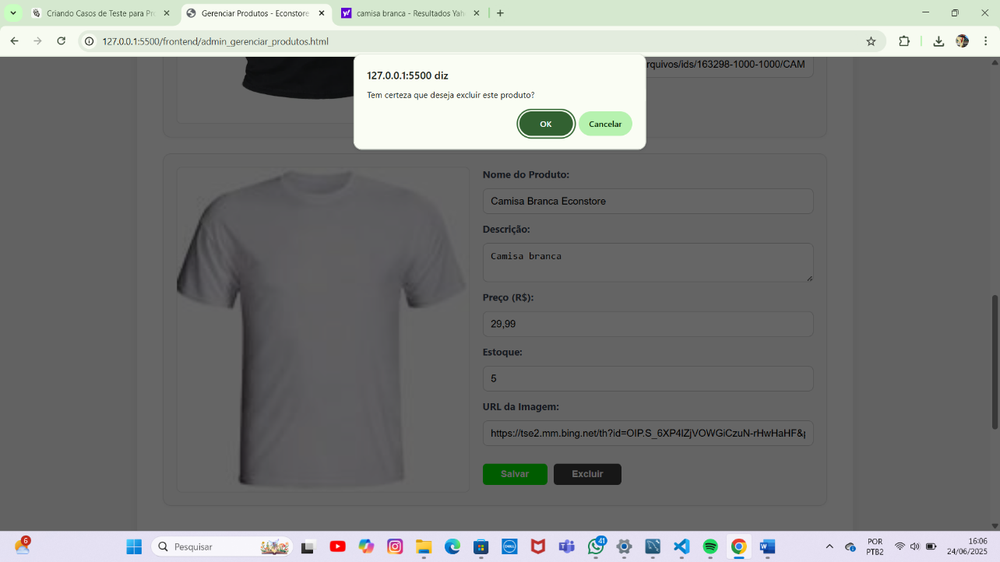 Criando Casos de Teste para Pr
Gerenciar Produtos - Econstore
camisa branca - Resultados Yah
127.0.0.1:5500/frontend/admin_gerenciar_produtos.html
127.0.0.1:5500 diz
Tem certeza que deseja excluir este produto?
OK
Cancelar
rquivos/ids/163298-1000-1000/CAM
Nome do Produto:
Camisa Branca Econstore
Descrição:
Camisa branca
Preço (R$):
29,99
Estoque:
5
URL da Imagem:
https://tse2.mm.bing.net/th?id=OIP.S_6XP4lZjVOWGiCzuN-rHwHaHF&p
Salvar
Excluir
6
Pesquisar
DELL
41
POR
PTB2
16:06
24/06/2025